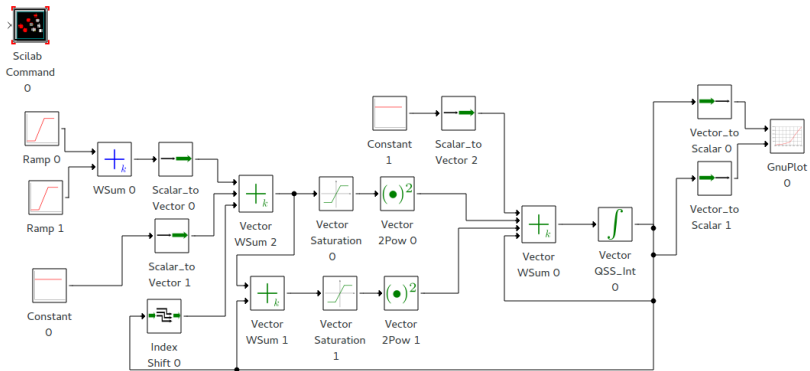 Scilab
Command
0
Ramp 0
Ramp 1
k
WSum 0
Scalar_to
Vector 0
Scalar_to
Vector 1
Constant
0
Index
Shift 0
k
Vector
WSum 2
k
Vector
WSum 1
Vector
Saturation
0
Vector
Saturation
1
(•)2
Vector
2Pow 0
(•)2
Vector
2Pow 1
Constant
1
Scalar_to
Vector 2
k
Vector
WSum 0
∫
Vector
QSS_Int
0
Vector_to
Scalar 0
Vector_to
Scalar 1
GnuPlot
0